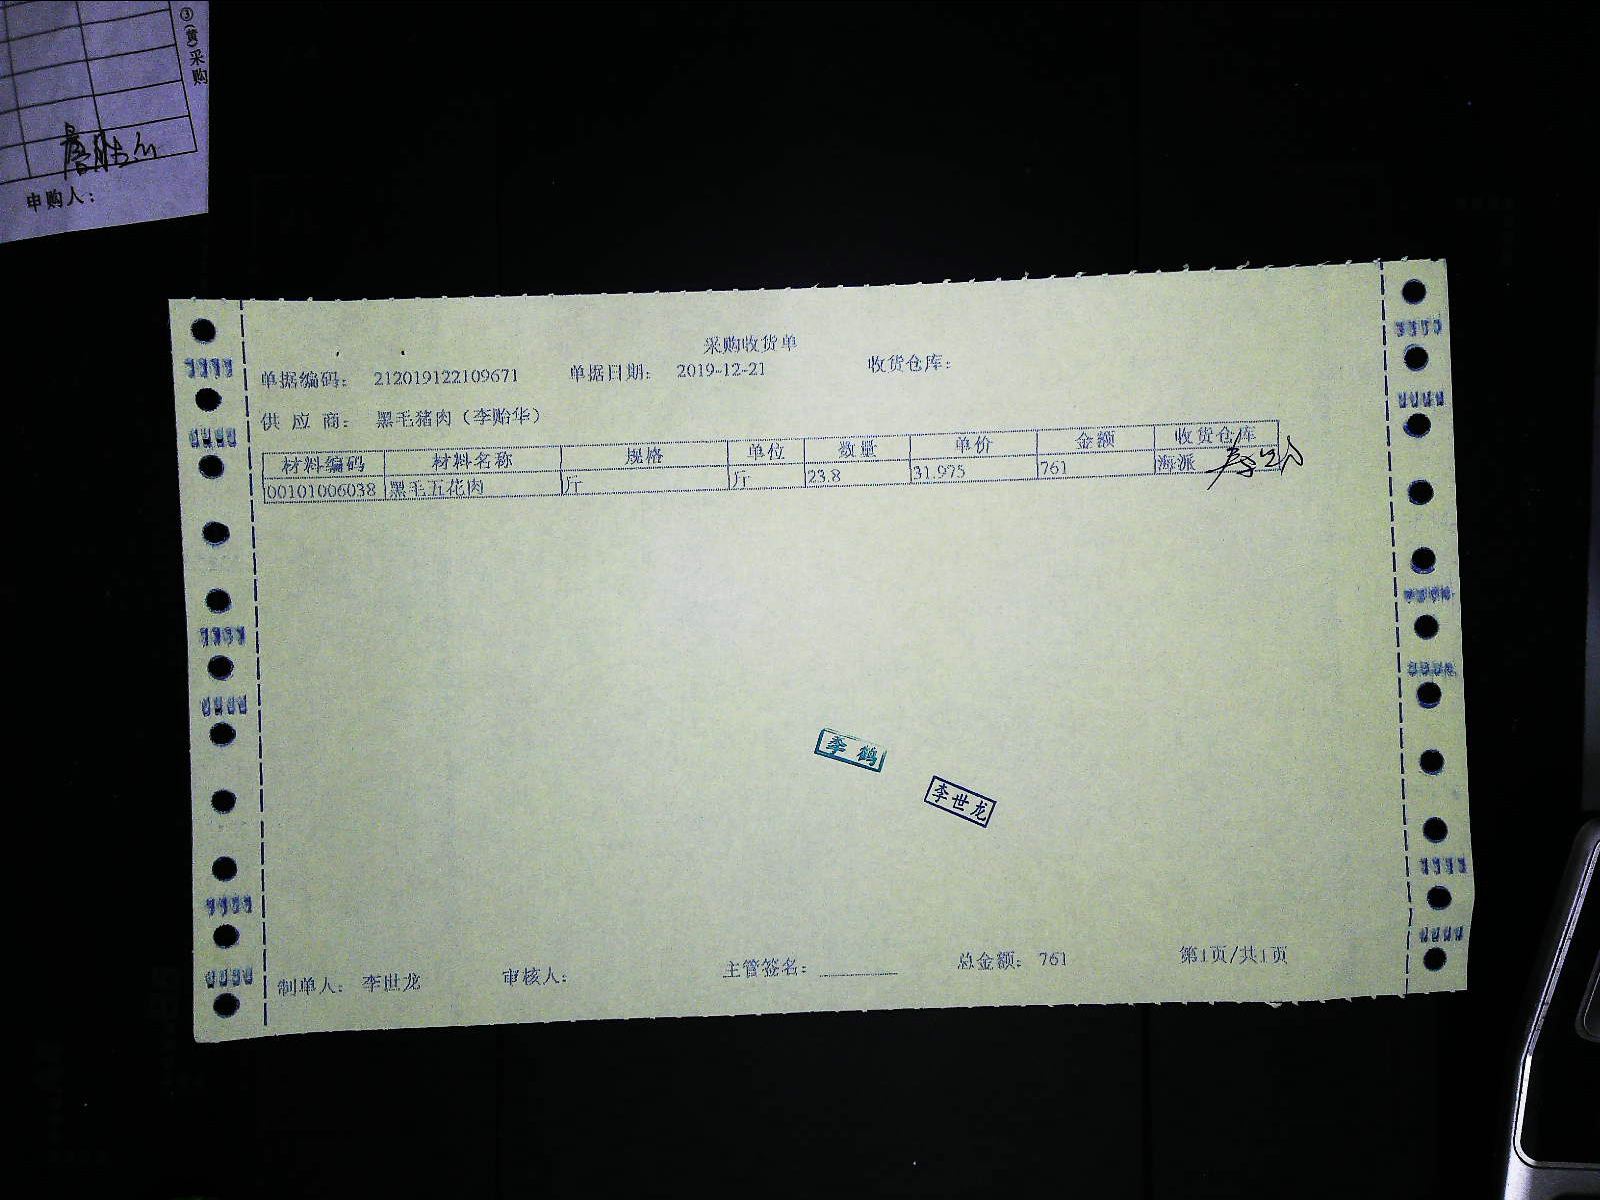 ③(黄)采购
申购人：
采购收货单
单据编码： 212019122109671 单据日期： 2019-12-21 收货仓库：
供 应 商： 黑毛猪肉（李贻华）
材料编码 材料名称 规格 单位 数量 单价 金额 收货仓库
00101006038 黑毛五花肉 斤 斤 23.8 31.975 761 海派
李 鹤
李世龙
制单人： 李世龙 审核人： 主管签名： 总金额： 761 第1页/共1页